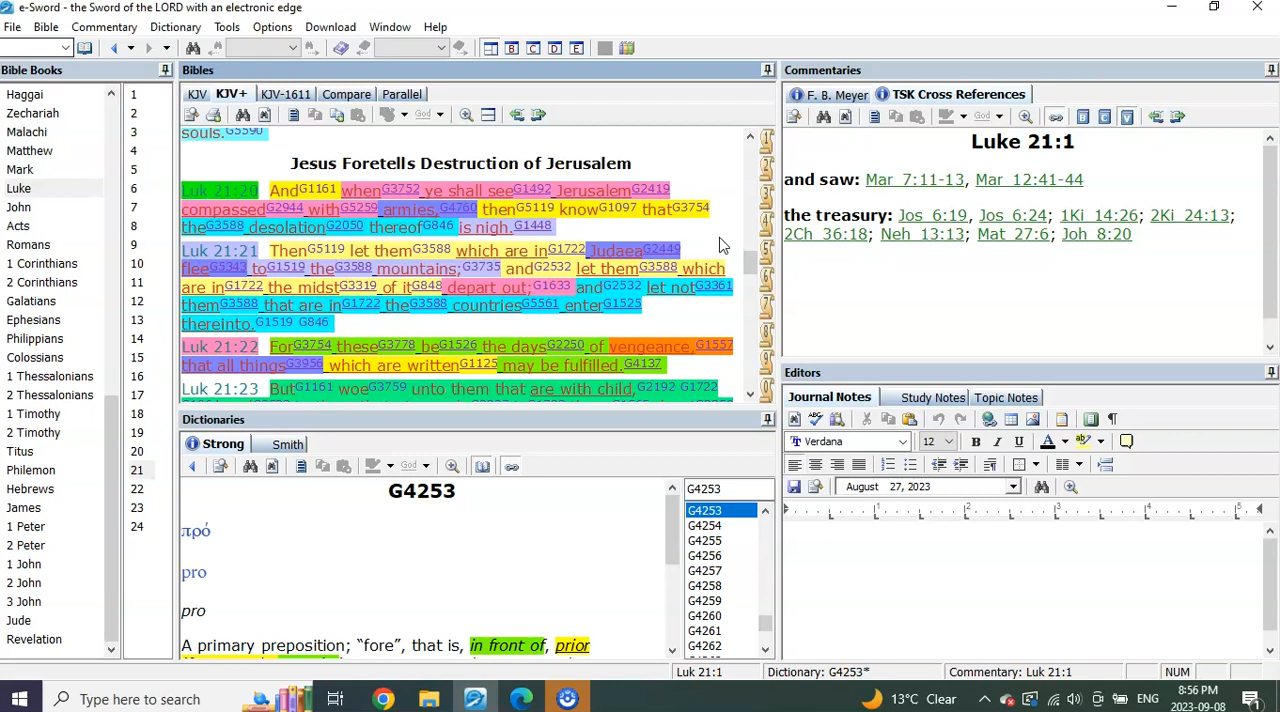 e-Sword - the Sword of the LORD with an electronic edge
File Bible Commentary Dictionary Tools Options Download Window Help
B C D E
Bible Books
Haggai
Zechariah
Malachi
Matthew
Mark
Luke
John
Acts
Romans
1 Corinthians
2 Corinthians
Galatians
Ephesians
Philippians
Colossians
1 Thessalonians
2 Thessalonians
1 Timothy
2 Timothy
Titus
Philemon
Hebrews
James
1 Peter
2 Peter
1 John
2 John
3 John
Jude
Revelation
1
2
3
4
5
6
7
8
9
10
11
12
13
14
15
16
17
18
19
20
21
22
23
24
Bibles
KJV KJV+ KJV-1611 Compare Parallel
God
souls.G5590
Jesus Foretells Destruction of Jerusalem
Luk 21:20 AndG1161 whenG3752 ye shall seeG1492 JerusalemG2419
compassedG2944 withG5259 armies,G4760 thenG5119 knowG1097 thatG3754
theG3588 desolationG2050 thereofG846 is nigh.G1448
Luk 21:21 ThenG5119 let themG3588 which are inG1722 JudaeaG2449
fleeG5343 toG1519 theG3588 mountains;G3735 andG2532 let themG3588 which
are inG1722 the midstG3319 of itG848 depart out;G1633 andG2532 let notG3361
themG3588 that are inG1722 theG3588 countriesG5561 enterG1525
thereinto.G1519 G846
Luk 21:22 ForG3754 theseG3778 beG1526 the daysG2250 of vengeance,G1557
that all thingsG3956 which are writtenG1125 may be fulfilled.G4137
Luk 21:23 ButG1161 woeG3759 unto them that are with child,G2192 G1722
Dictionaries
Strong Smith
God
G4253
πρό
pro
pro
A primary preposition; “fore”, that is, in front of, prior
G4253
G4253
G4254
G4255
G4256
G4257
G4258
G4259
G4260
G4261
G4262
Commentaries
F. B. Meyer TSK Cross References
God B C V
Luke 21:1
and saw: Mar 7:11-13, Mar 12:41-44
the treasury: Jos 6:19, Jos 6:24; 1Ki 14:26; 2Ki 24:13;
2Ch 36:18; Neh 13:13; Mat 27:6; Joh 8:20
Editors
Journal Notes Study Notes Topic Notes
Verdana 12 B I U A
August 27, 2023
1 2 3 4 5
Luk 21:1 Dictionary: G4253* Commentary: Luk 21:1 NUM
Type here to search
13°C Clear ENG
8:56 PM
2023-09-08
1